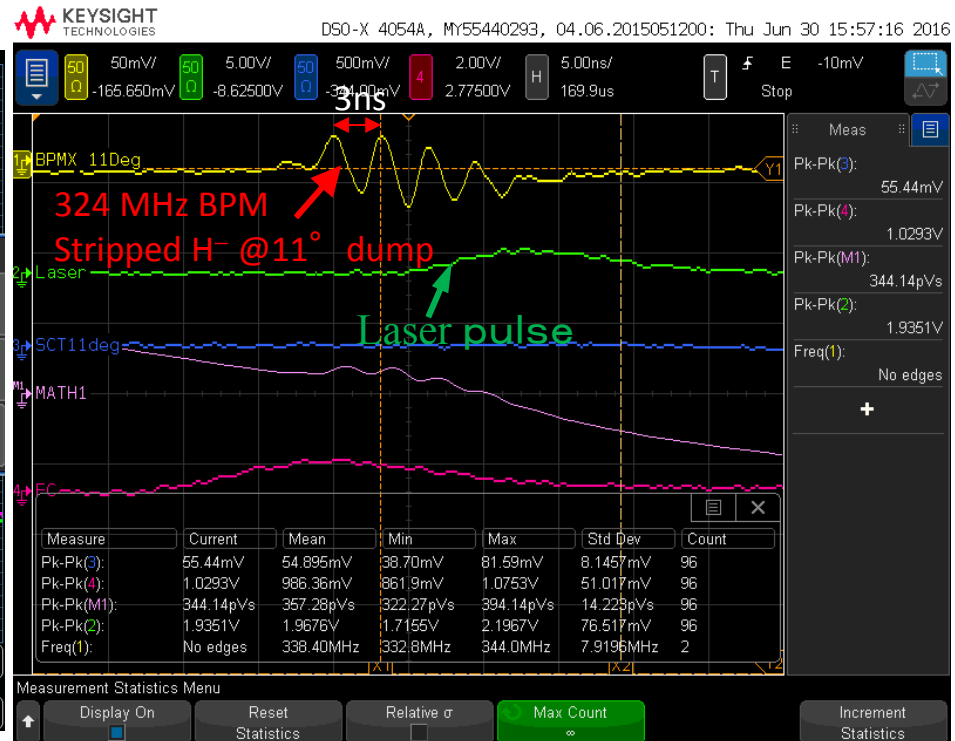 KEYSIGHT
TECHNOLOGIES
DSO-X 4054A, MY55440293, 04.06.2015051200: Thu Jun 30 15:57:16 2016
50Ω 50mV/ -165.650mV
50Ω 5.00V/ -8.62500V
50Ω 500mV/ -344.00mV
4 2.00V/ 2.77500V
H 5.00ns/ 169.9us
T E -10mV
Stop
3ns
1 BPMX 11Deg
Y1
324 MHz BPM
Stripped H⁻ @11° dump
2 Laser
Laser pulse
3 SCT11deg
M1 MATH1
4 FC
Meas
Pk-Pk(3):
55.44mV
Pk-Pk(4):
1.0293V
Pk-Pk(M1):
344.14pVs
Pk-Pk(2):
1.9351V
Freq(1):
No edges
+
Measure Current Mean Min Max Std Dev Count
Pk-Pk(3): 55.44mV 54.895mV 38.70mV 81.59mV 8.1457mV 96
Pk-Pk(4): 1.0293V 986.36mV 861.9mV 1.0753V 51.017mV 96
Pk-Pk(M1): 344.14pVs 357.28pVs 322.27pVs 394.14pVs 14.223pVs 96
Pk-Pk(2): 1.9351V 1.9676V 1.7155V 2.1967V 76.517mV 96
Freq(1): No edges 338.40MHz 332.8MHz 344.0MHz 7.9196MHz 2
X1 X2 Y2
Measurement Statistics Menu
Display On
Reset Statistics
Relative σ
Max Count
∞
Increment Statistics